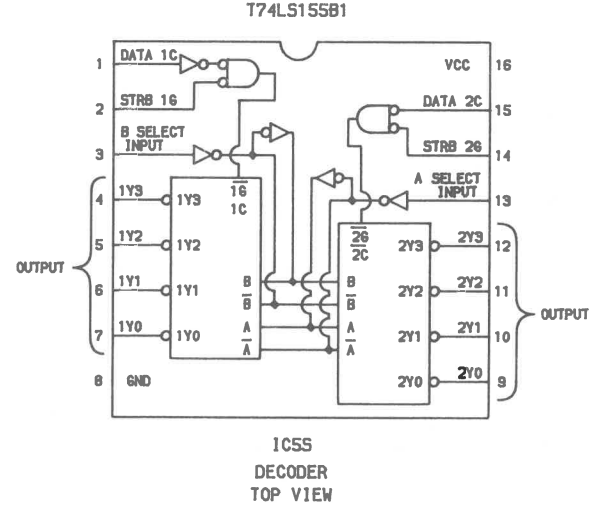 T74LS155B1
1 DATA 1C VCC 16
2 STRB 1G DATA 2C 15
3 B SELECT INPUT STRB 2G 14
A SELECT INPUT 13
1G
1C
4 1Y3 1Y3
5 1Y2 1Y2
6 1Y1 1Y1
7 1Y0 1Y0
OUTPUT
8 GND
B
B
A
A
2G
2C
B
B
A
A
2Y3 2Y3 12
2Y2 2Y2 11
2Y1 2Y1 10
2Y0 2Y0 9
OUTPUT
IC5S
DECODER
TOP VIEW